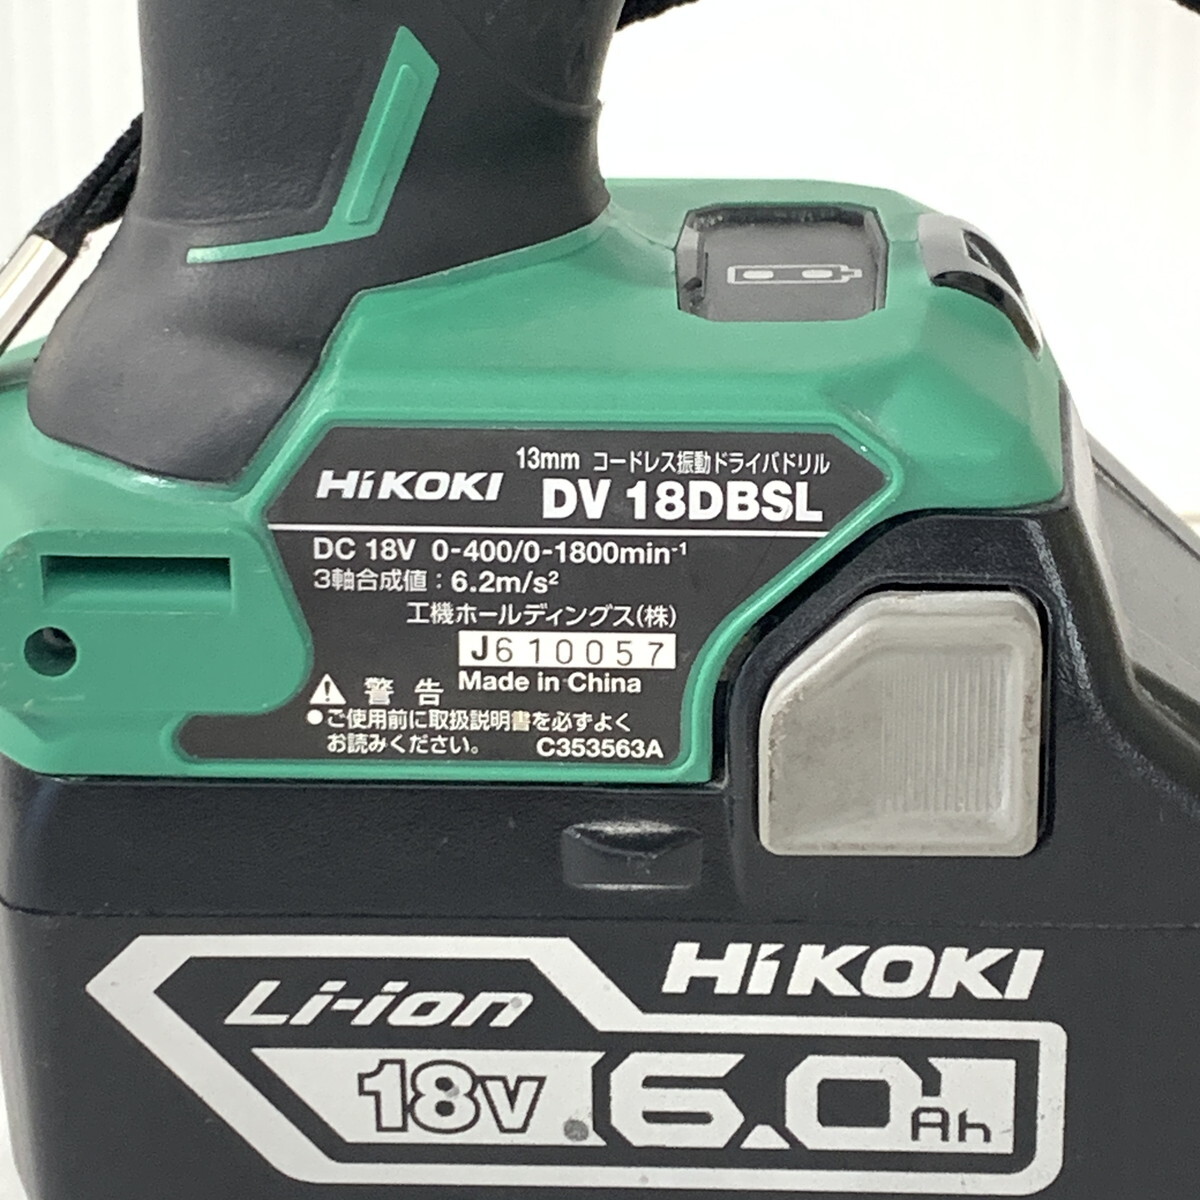 13mm コードレス振動ドライバドリル
HiKOKI DV 18DBSL
DC 18V 0-400/0-1800min-1
3軸合成値：6.2m/s²
工機ホールディングス(株)
J610057
Made in China
警告
●ご使用前に取扱説明書を必ずよく
お読みください。 C353563A
HiKOKI
Li-ion
18V 6.0Ah